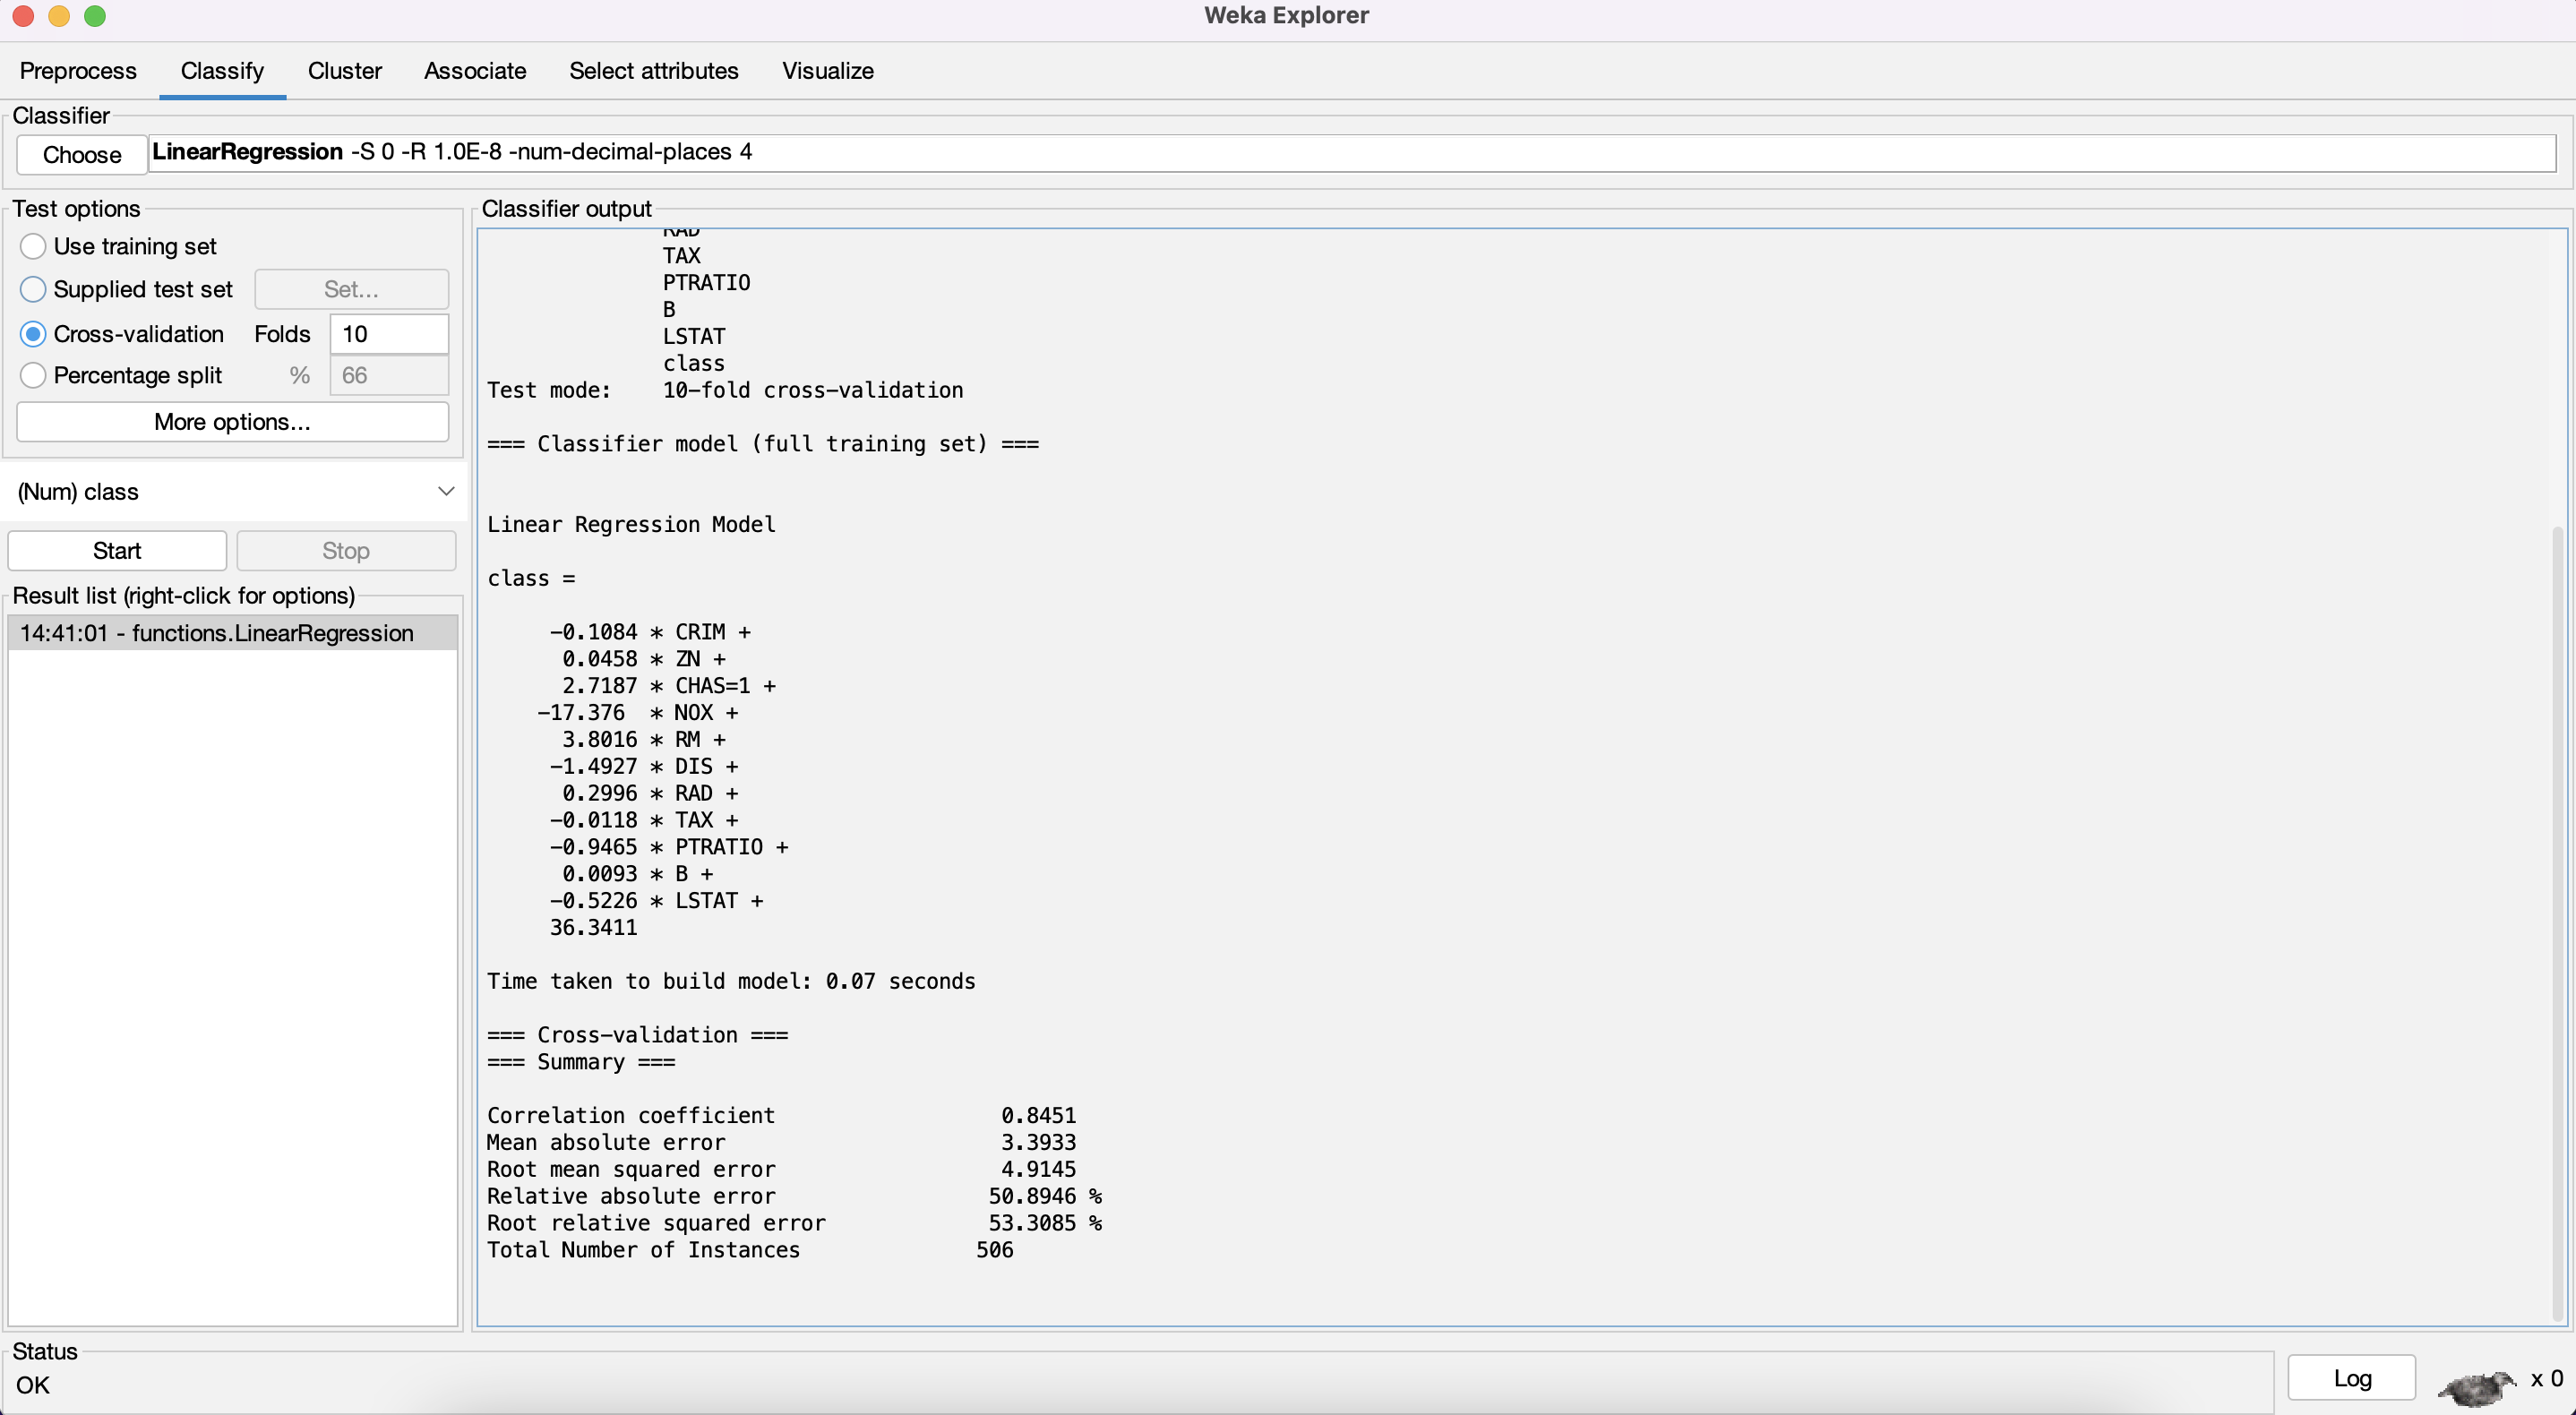 Weka Explorer
Preprocess Classify Cluster Associate Select attributes Visualize
Classifier
Choose LinearRegression -S 0 -R 1.0E-8 -num-decimal-places 4
Test options
Use training set
Supplied test set Set...
Cross-validation Folds 10
Percentage split % 66
More options...
(Num) class
Start Stop
Result list (right-click for options)
14:41:01 - functions.LinearRegression
Classifier output
RAD
TAX
PTRATIO
B
LSTAT
class
Test mode: 10-fold cross-validation
=== Classifier model (full training set) ===
Linear Regression Model
class =
-0.1084 * CRIM +
0.0458 * ZN +
2.7187 * CHAS=1 +
-17.376 * NOX +
3.8016 * RM +
-1.4927 * DIS +
0.2996 * RAD +
-0.0118 * TAX +
-0.9465 * PTRATIO +
0.0093 * B +
-0.5226 * LSTAT +
36.3411
Time taken to build model: 0.07 seconds
=== Cross-validation ===
=== Summary ===
Correlation coefficient 0.8451
Mean absolute error 3.3933
Root mean squared error 4.9145
Relative absolute error 50.8946 %
Root relative squared error 53.3085 %
Total Number of Instances 506
Status
OK
Log x 0